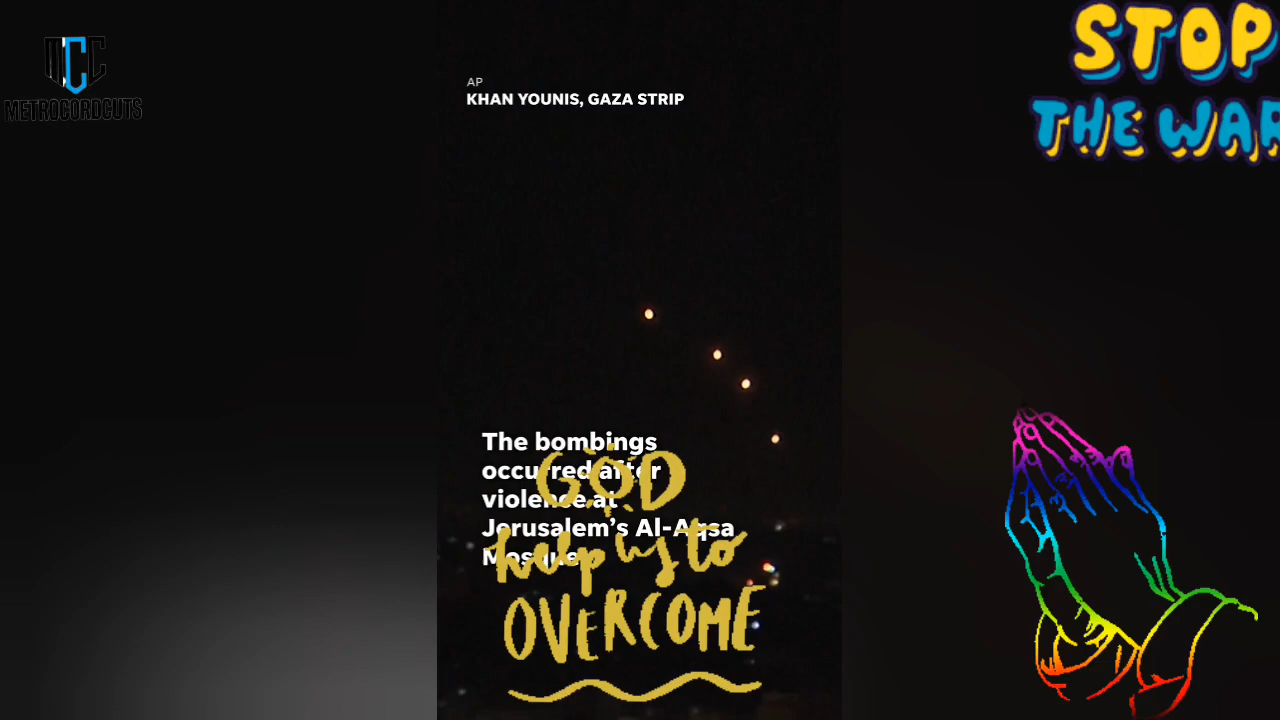 MCC
METROCORDCUTS
STOP
THE WAR
AP
KHAN YOUNIS, GAZA STRIP
The bombings
occurred after
violence at
Jerusalem's Al-Aqsa
Mosque
GOD
help us to
OVERCOME